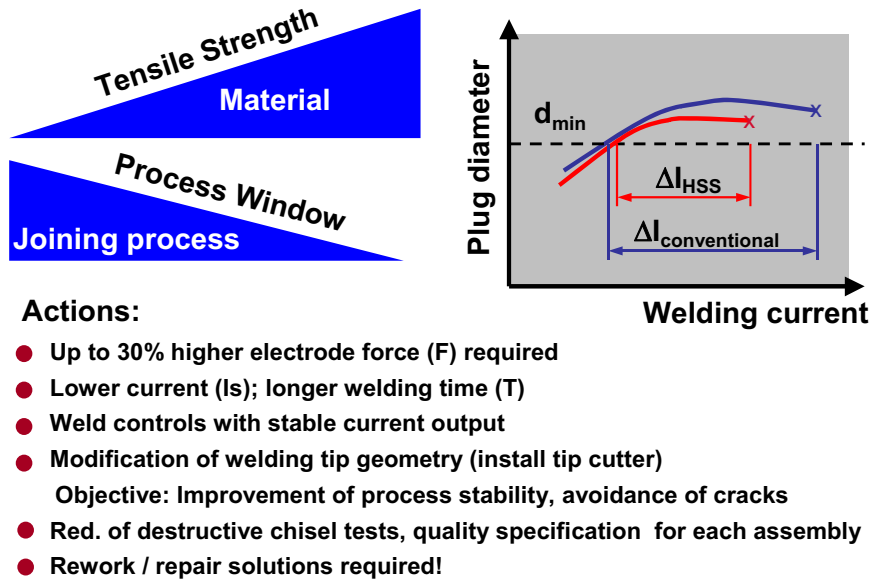 Tensile Strength
Material
Process Window
Joining process
Plug diameter
dmin
ΔIHSS
ΔIconventional
Welding current
Actions:
Up to 30% higher electrode force (F) required
Lower current (Is); longer welding time (T)
Weld controls with stable current output
Modification of welding tip geometry (install tip cutter)
Objective: Improvement of process stability, avoidance of cracks
Red. of destructive chisel tests, quality specification for each assembly
Rework / repair solutions required!